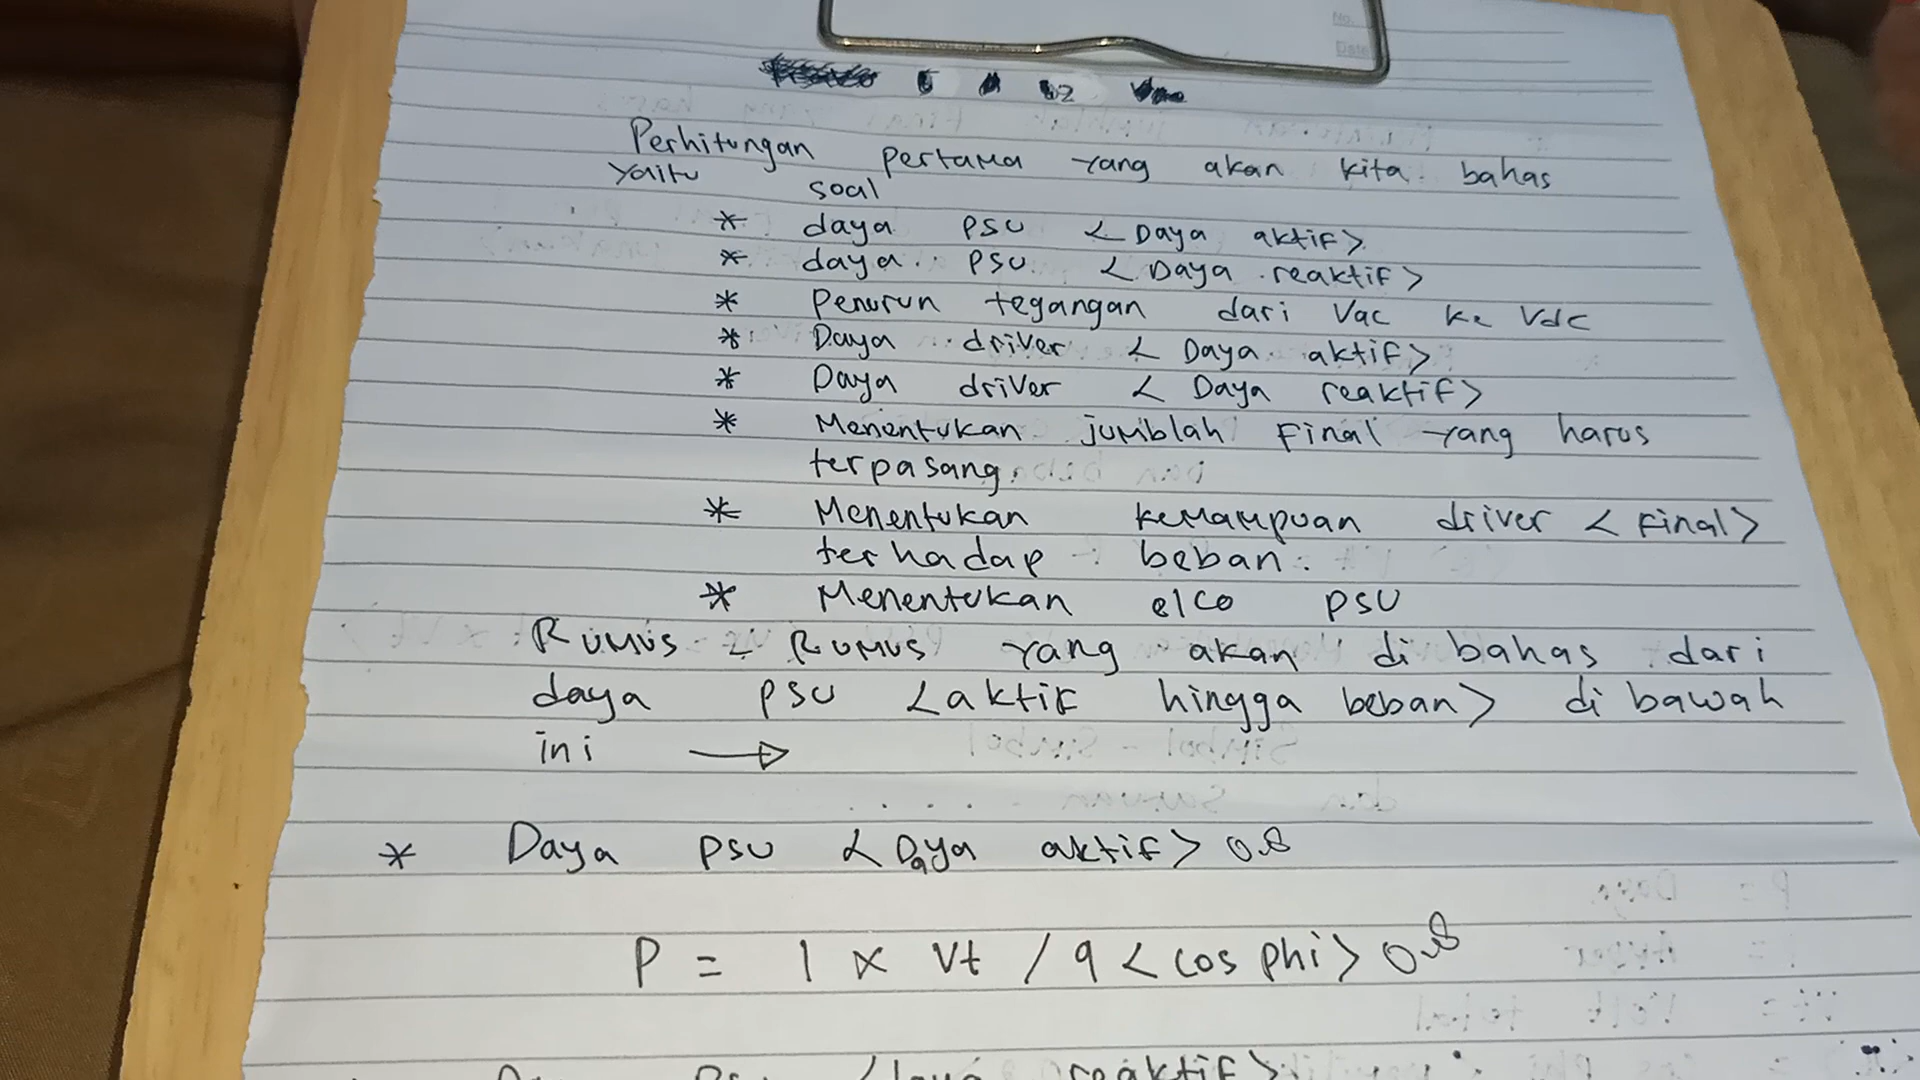 No.
Date
Perhitungan pertama yang akan kita bahas
yaitu soal
* daya PSU < Daya aktif >
* daya PSU < Daya reaktif >
* Penurun tegangan dari Vac ke Vdc
* Daya driver < Daya aktif >
* Daya driver < Daya reaktif >
* Menentukan jumblah Final yang harus
terpasang
* Menentukan kemampuan driver < Final >
terhadap beban.
* Menentukan elco PSU
Rumus - Rumus yang akan di bahas dari
daya PSU < aktif hingga beban > di bawah
ini →
* Daya PSU < Daya aktif > 0.8
P = I x Vt / 9 < cos phi > 0.8
reaktif >